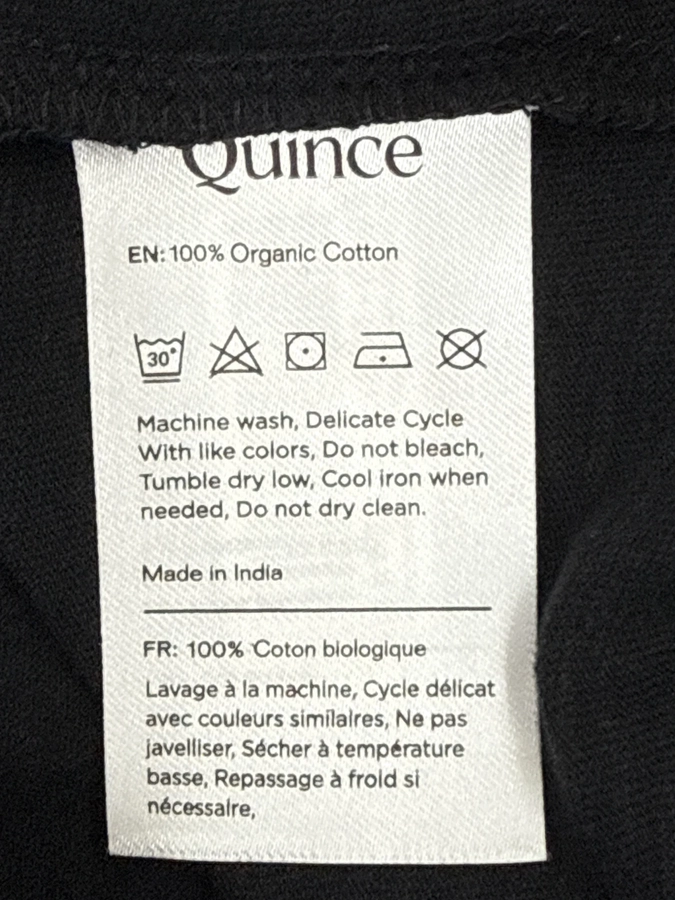 Quince
EN: 100% Organic Cotton
30°
Machine wash, Delicate Cycle
With like colors, Do not bleach,
Tumble dry low, Cool iron when
needed, Do not dry clean.
Made in India
FR: 100% Coton biologique
Lavage à la machine, Cycle délicat
avec couleurs similaires, Ne pas
javelliser, Sécher à température
basse, Repassage à froid si
nécessaire,